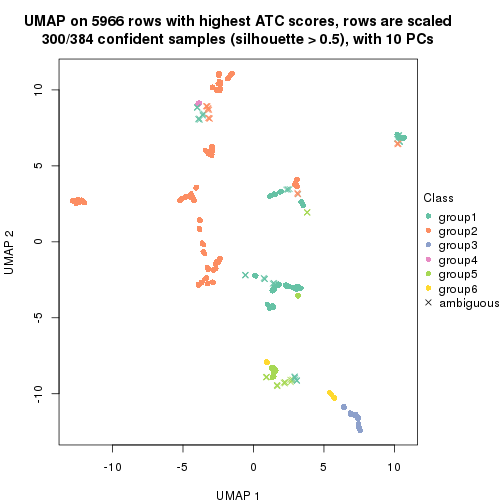 UMAP on 5966 rows with highest ATC scores, rows are scaled
300/384 confident samples (silhouette > 0.5), with 10 PCs
10
5
0
-5
-10
UMAP 2
-10
-5
0
5
10
UMAP 1
Class
group1
group2
group3
group4
group5
group6
ambiguous